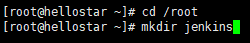 [root@hellostar ~]# cd /root
[root@hellostar ~]# mkdir jenkins